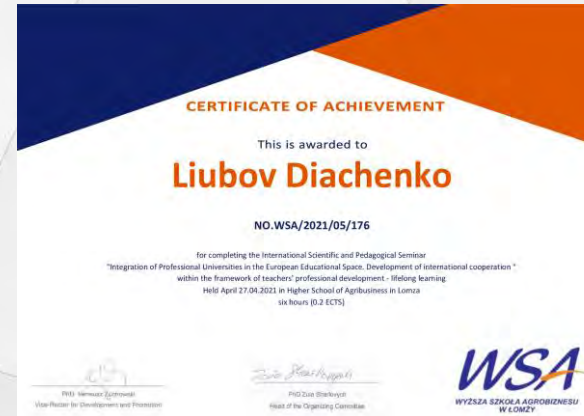 CERTIFICATE OF ACHIEVEMENT
This is awarded to
Liubov Diachenko
NO.WSA/2021/05/176
for completing the International Scientific and Pedagogical Seminar
"Integration of Professional Universities in the European Educational Space. Development of international cooperation "
within the framework of teachers' professional development - lifelong learning
Held April 27.04.2021 in Higher School of Agribusiness in Lomza
six hours (0.2 ECTS)
PhD
Vice-Rector for Development and Promotion
PhD Zoia Sharlovych
Head of the Organizing Committee
WSA
WYŻSZA SZKOŁA AGROBIZNESU
W ŁOMŻY